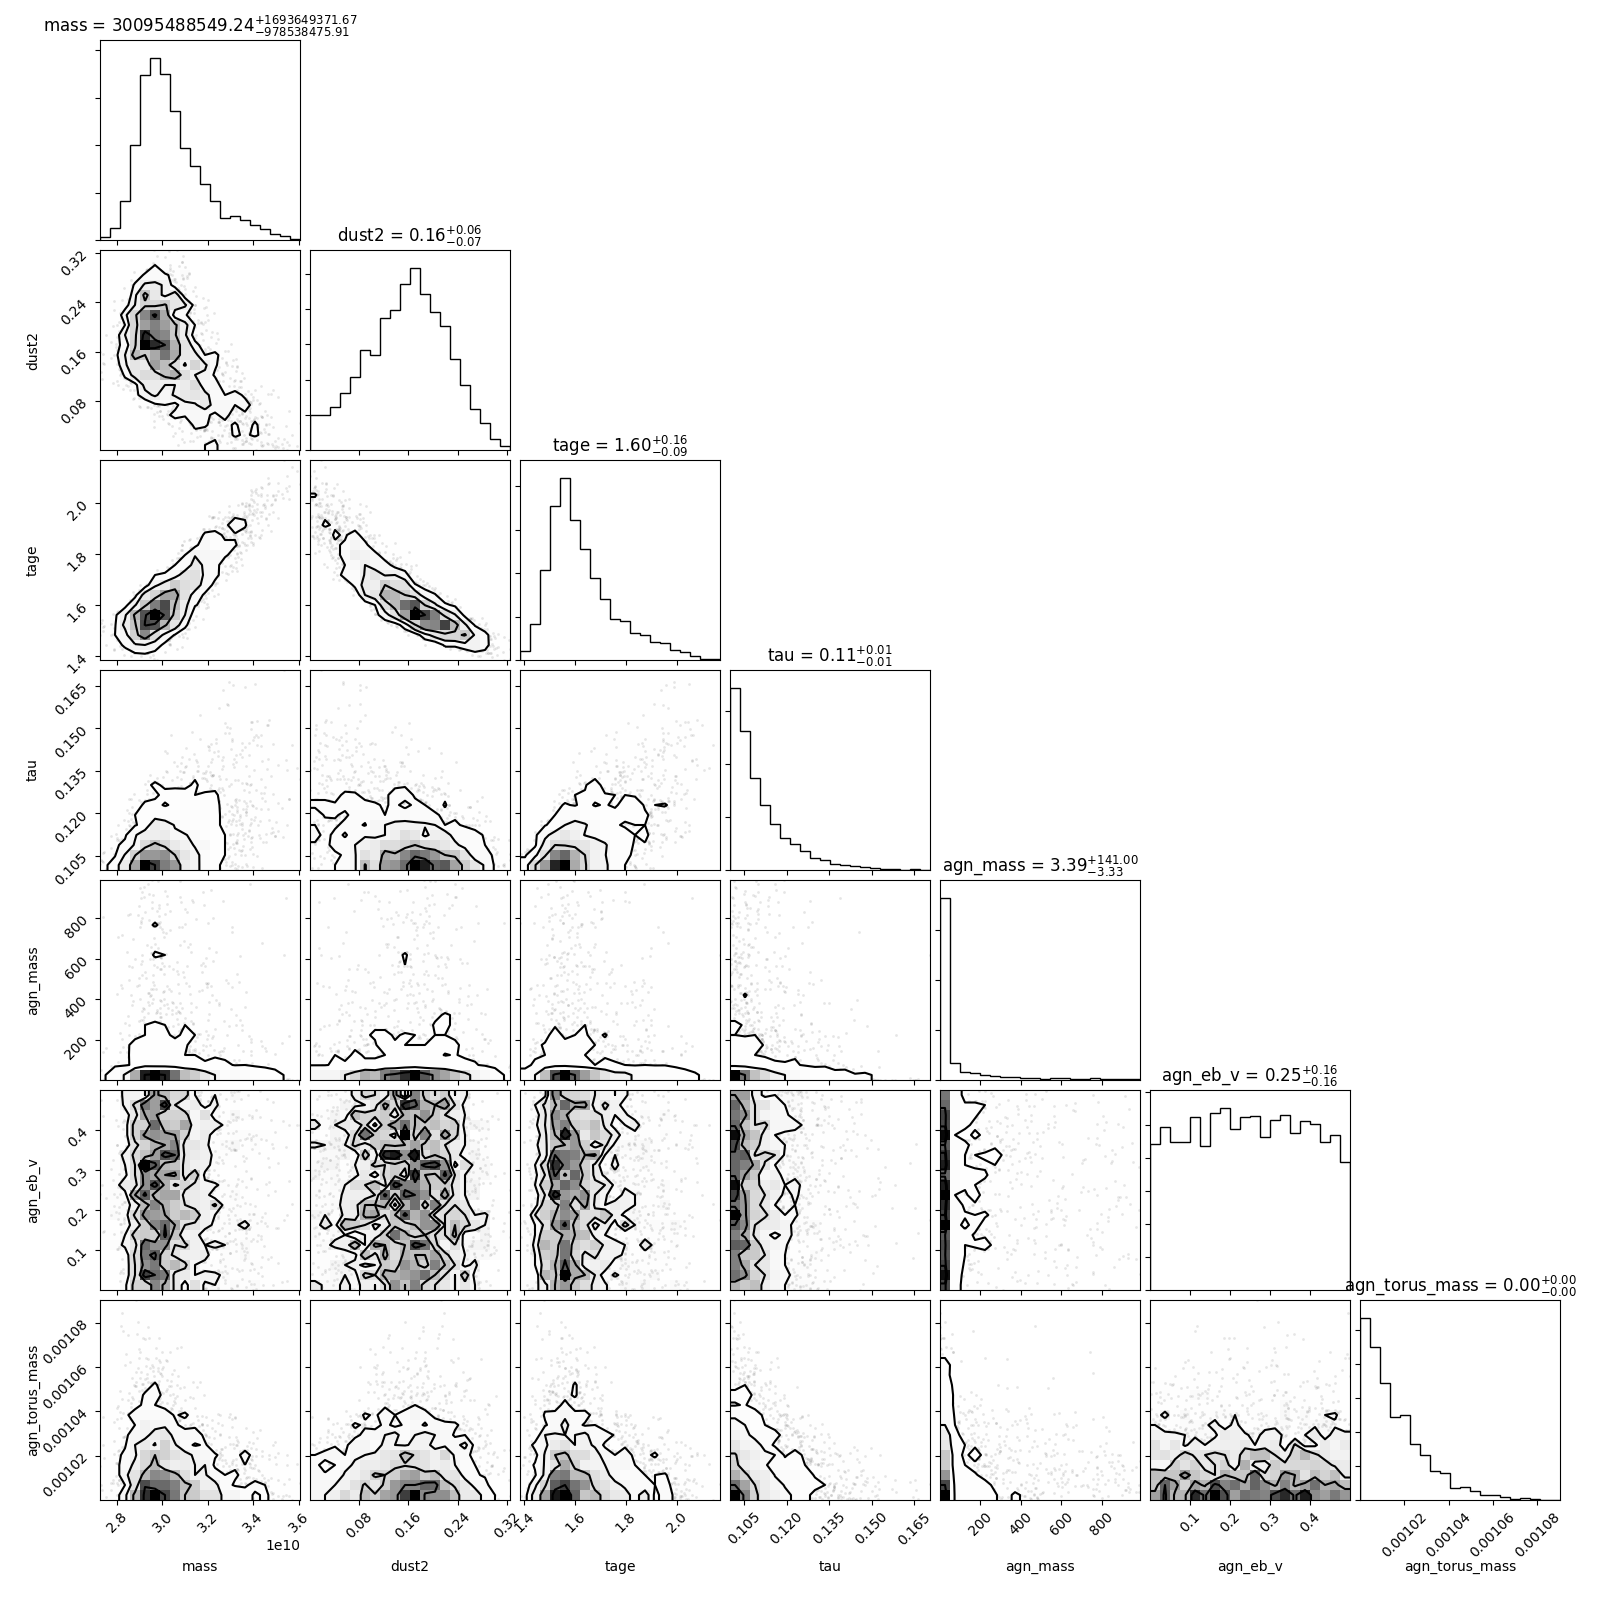 mass = 30095488549.24+1693649371.67−978538475.91
dust2 = 0.16+0.06−0.07
0.32
0.24
0.16
0.08
dust2
tage = 1.60+0.16−0.09
2.0
1.8
1.6
1.4
tage
tau = 0.11+0.01−0.01
0.165
0.150
0.135
0.120
0.105
tau
agn_mass = 3.39+141.00−3.33
800
600
400
200
agn_mass
agn_eb_v = 0.25+0.16−0.16
0.4
0.3
0.2
0.1
agn_eb_v
agn_torus_mass = 0.00+0.00−0.00
0.00108
0.00106
0.00104
0.00102
agn_torus_mass
2.8 3.0 3.2 3.4 3.6
1e10
mass
0.08 0.16 0.24 0.32
dust2
1.4 1.6 1.8 2.0
tage
0.105 0.120 0.135 0.150 0.165
tau
200 400 600 800
agn_mass
0.1 0.2 0.3 0.4
agn_eb_v
0.00102 0.00104 0.00106 0.00108
agn_torus_mass